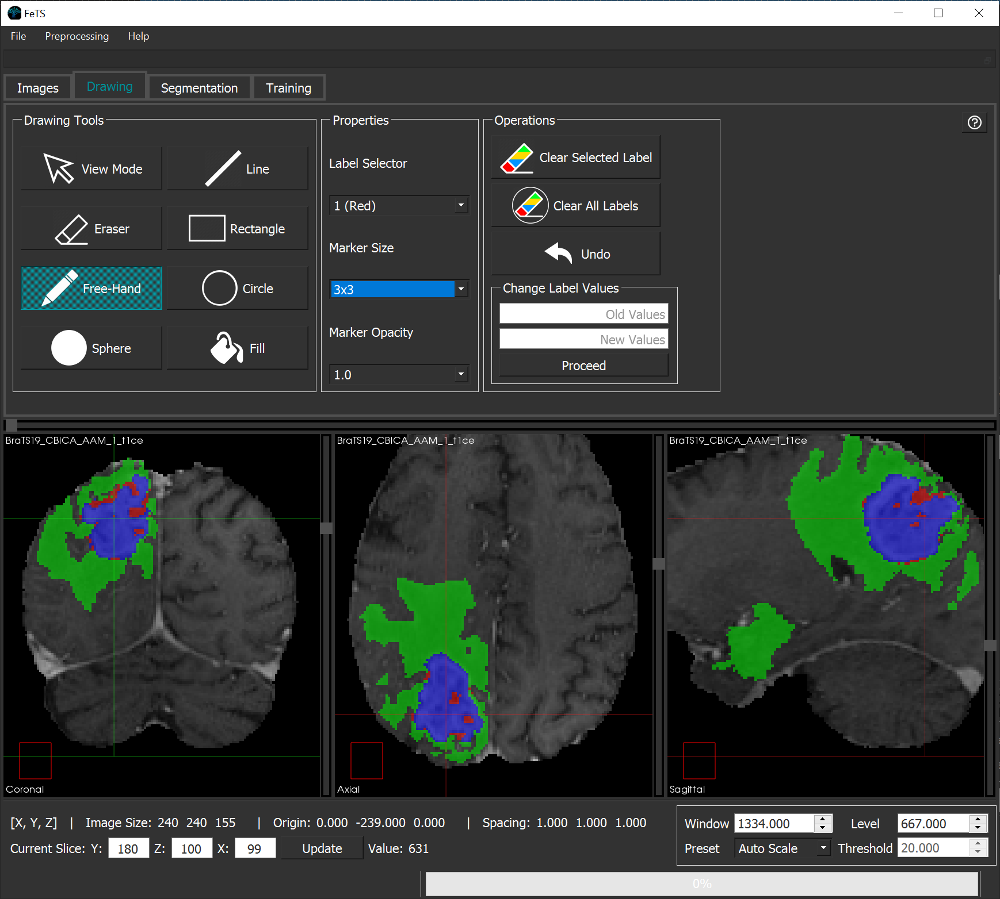 FeTS
File Preprocessing Help
Images Drawing Segmentation Training
Drawing Tools Properties Operations
View Mode Line Label Selector Clear Selected Label
1 (Red) Clear All Labels
Eraser Rectangle Marker Size Undo
Free-Hand Circle 3x3 Change Label Values
Old Values
Marker Opacity New Values
Sphere Fill 1.0 Proceed
BraTS19_CBICA_AAM_1_t1ce BraTS19_CBICA_AAM_1_t1ce BraTS19_CBICA_AAM_1_t1ce
Coronal Axial Sagittal
[X, Y, Z] | Image Size: 240 240 155 | Origin: 0.000 -239.000 0.000 | Spacing: 1.000 1.000 1.000 Window 1334.000 Level 667.000
Current Slice: Y: 180 Z: 100 X: 99 Update Value: 631 Preset Auto Scale Threshold 20.000
0%